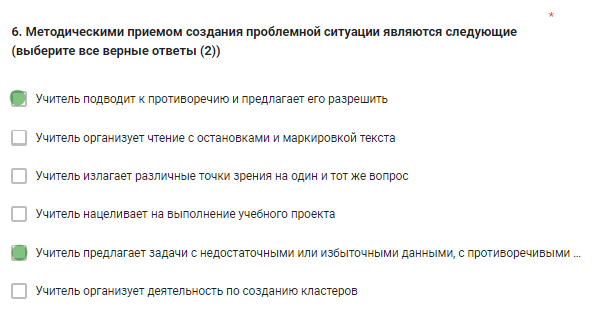 *
6. Методическими приемом создания проблемной ситуации являются следующие
(выберите все верные ответы (2))
Учитель подводит к противоречию и предлагает его разрешить
Учитель организует чтение с остановками и маркировкой текста
Учитель излагает различные точки зрения на один и тот же вопрос
Учитель нацеливает на выполнение учебного проекта
Учитель предлагает задачи с недостаточными или избыточными данными, с противоречивыми ...
Учитель организует деятельность по созданию кластеров